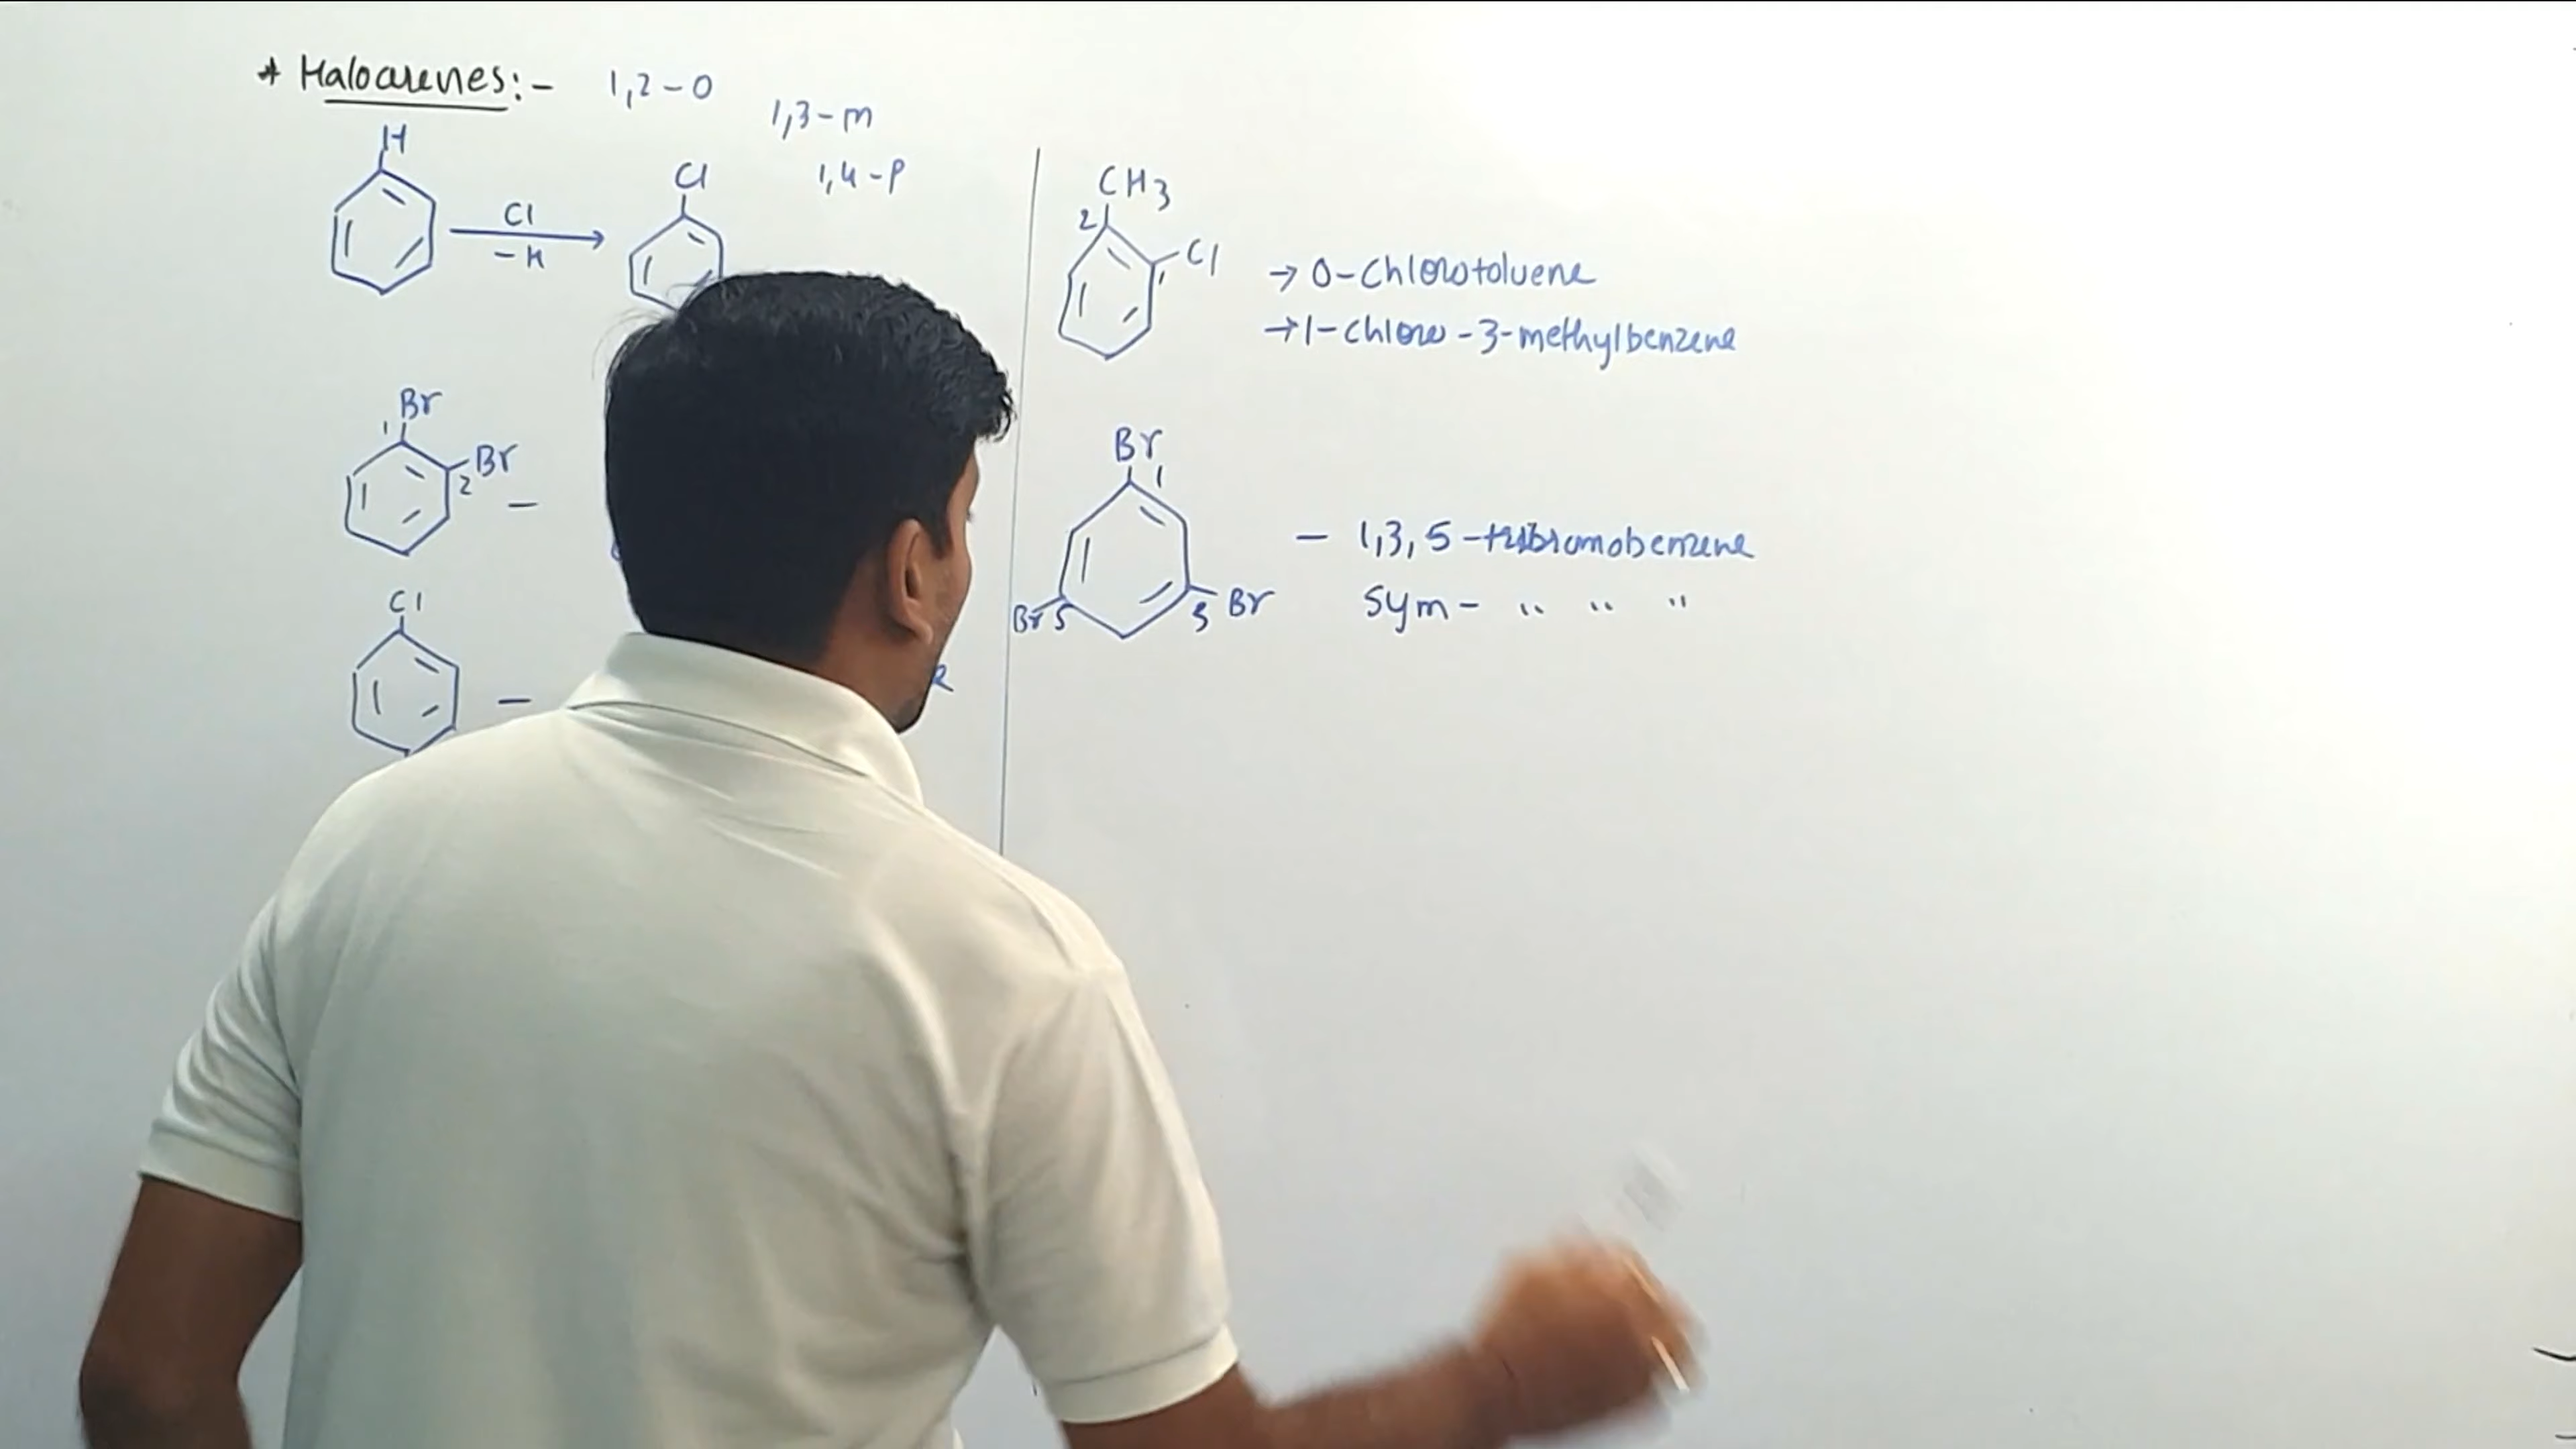 * Haloarenes:-
1,2-O
1,3-m
1,4-p
H
Cl
-H
Cl
Br
1
Br
2
-
Cl
-
CH3
2
Cl
1
→ O-Chlorotoluene
→ 1-chloro-3-methylbenzene
Br
1
Br 5
3 Br
- 1,3,5-tribromobenzene
Sym- " " "